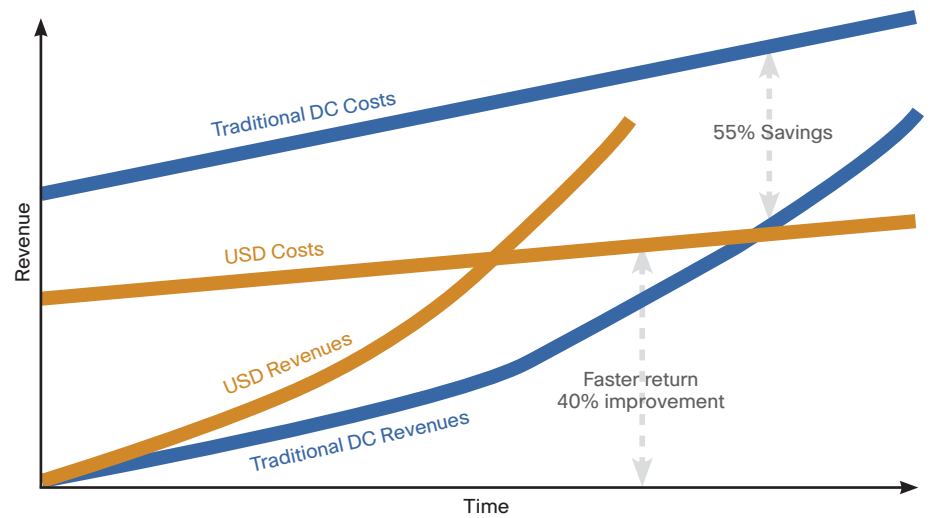 Traditional DC Costs
55% Savings
Revenue
USD Costs
USD Revenues
Faster return
40% improvement
Traditional DC Revenues
Time